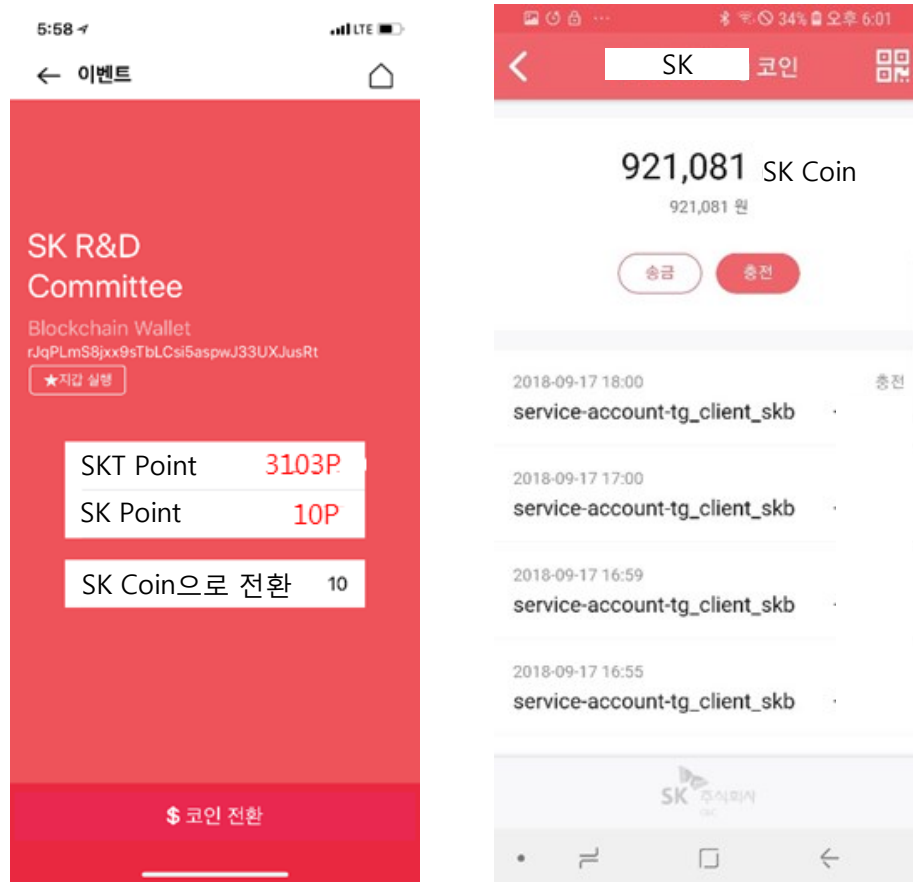 5:58
LTE
이벤트
SK R&D
Committee
Blockchain Wallet
rJqPLmS8jxx9sTbLCsi5aspwJ33UXJusRt
★지갑 실행
SKT Point 3103P
SK Point 10P
SK Coin으로 전환 10
$ 코인 전환
34% 오후 6:01
SK 코인
921,081 SK Coin
921,081 원
송금 충전
2018-09-17 18:00 충전
service-account-tg_client_skb
2018-09-17 17:00
service-account-tg_client_skb
2018-09-17 16:59
service-account-tg_client_skb
2018-09-17 16:55
service-account-tg_client_skb
SK 주식회사
C&C